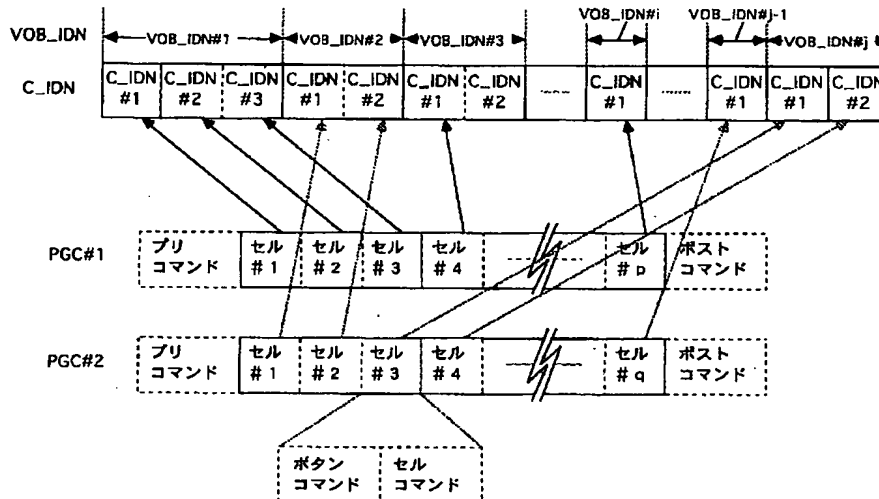 VOB_IDN VOB_IDN#1 VOB_IDN#2 VOB_IDN#3 VOB_IDN#i VOB_IDN#j-1 VOB_IDN#j
C_IDN C_IDN C_IDN C_IDN C_IDN C_IDN C_IDN C_IDN C_IDN C_IDN C_IDN C_IDN
#1 #2 #3 #1 #2 #1 #2 #1 #1 #1 #2
PGC#1 プリ セル セル セル セル セル ポスト
コマンド #1 #2 #3 #4 #p コマンド
PGC#2 プリ セル セル セル セル セル ポスト
コマンド #1 #2 #3 #4 #q コマンド
ボタン セル
コマンド コマンド